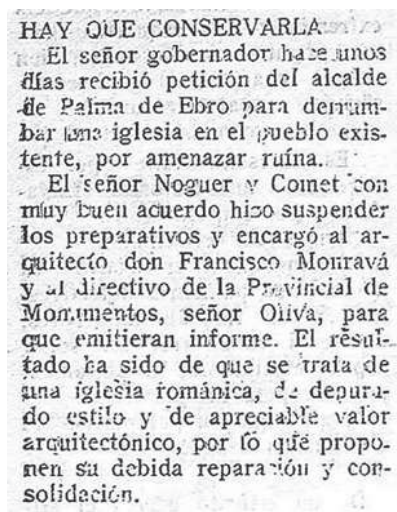 HAY QUE CONSERVARLA
El señor gobernador hace unos
días recibió petición del alcalde
de Palma de Ebro para derrum-
bar una iglesia en el pueblo exis-
tente, por amenazar ruína.
El señor Noguer y Comet con
muy buen acuerdo hizo suspender
los preparativos y encargó al ar-
quitecto don Francisco Monravá
y al directivo de la Provincial de
Monumentos, señor Oliva, para
que emitieran informe. El resul-
tado ha sido de que se trata de
una iglesia románica, de depura-
do estilo y de apreciable valor
arquitectónico, por lo que propo-
nen su debida reparación y con-
solidación.